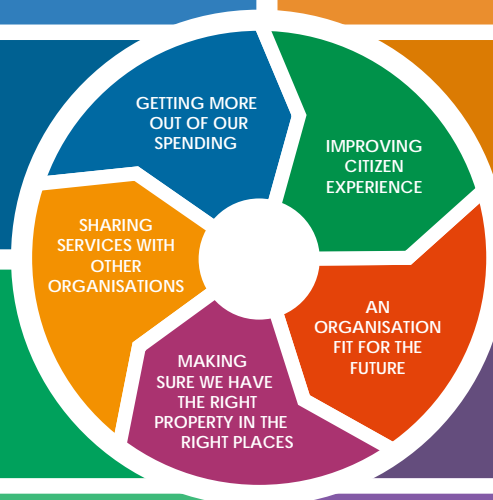 GETTING MORE
OUT OF OUR
SPENDING
IMPROVING
CITIZEN
EXPERIENCE
AN
ORGANISATION
FIT FOR THE
FUTURE
MAKING
SURE WE HAVE
THE RIGHT
PROPERTY IN THE
RIGHT PLACES
SHARING
SERVICES WITH
OTHER
ORGANISATIONS